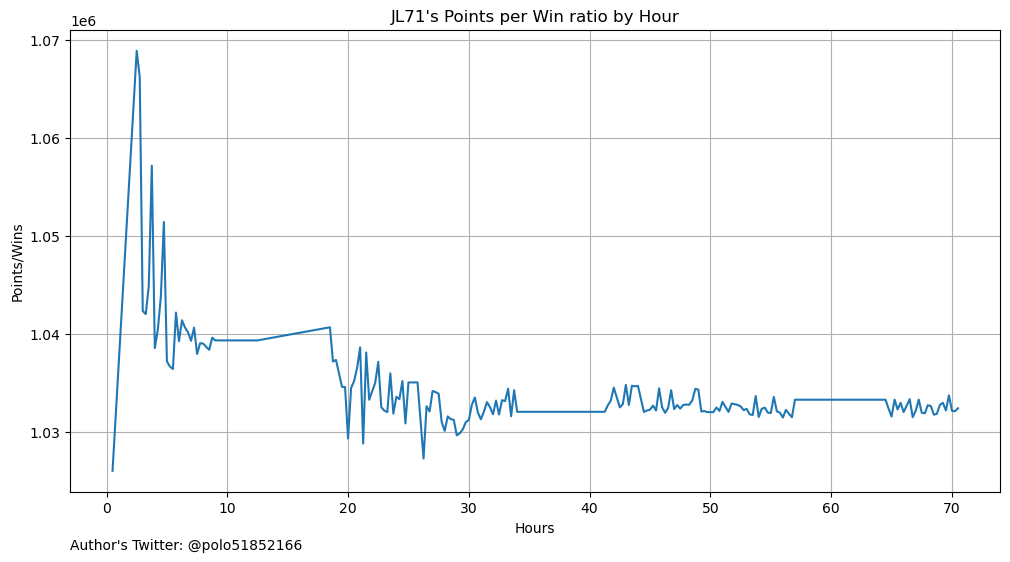 JL71's Points per Win ratio by Hour
1e6
1.07
1.06
1.05
1.04
1.03
Points/Wins
0 10 20 30 40 50 60 70
Hours
Author's Twitter: @polo51852166